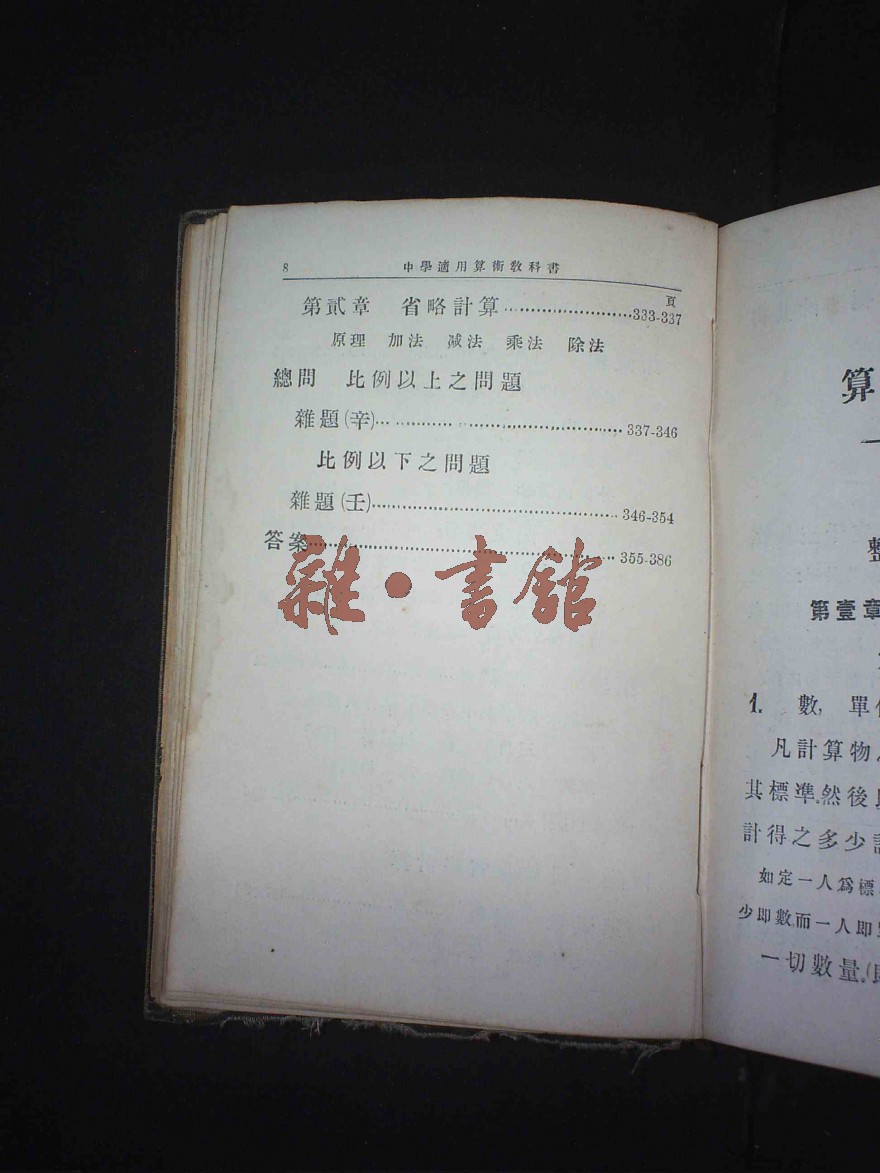 8 中學適用算術教科書
頁
第貳章 省略計算……………………333-337
原理 加法 减法 乘法 除法
總問 比例以上之問題
雜題(辛)……………………………337-346
比例以下之問題
雜題(壬)……………………………346-354
答案……………………………………355-386
雜·書館
算
整
第壹章
1. 數, 單
凡計算物
其標準.然後
計得之多少
如定一人爲標
少即數,而一人即
一切數量.(